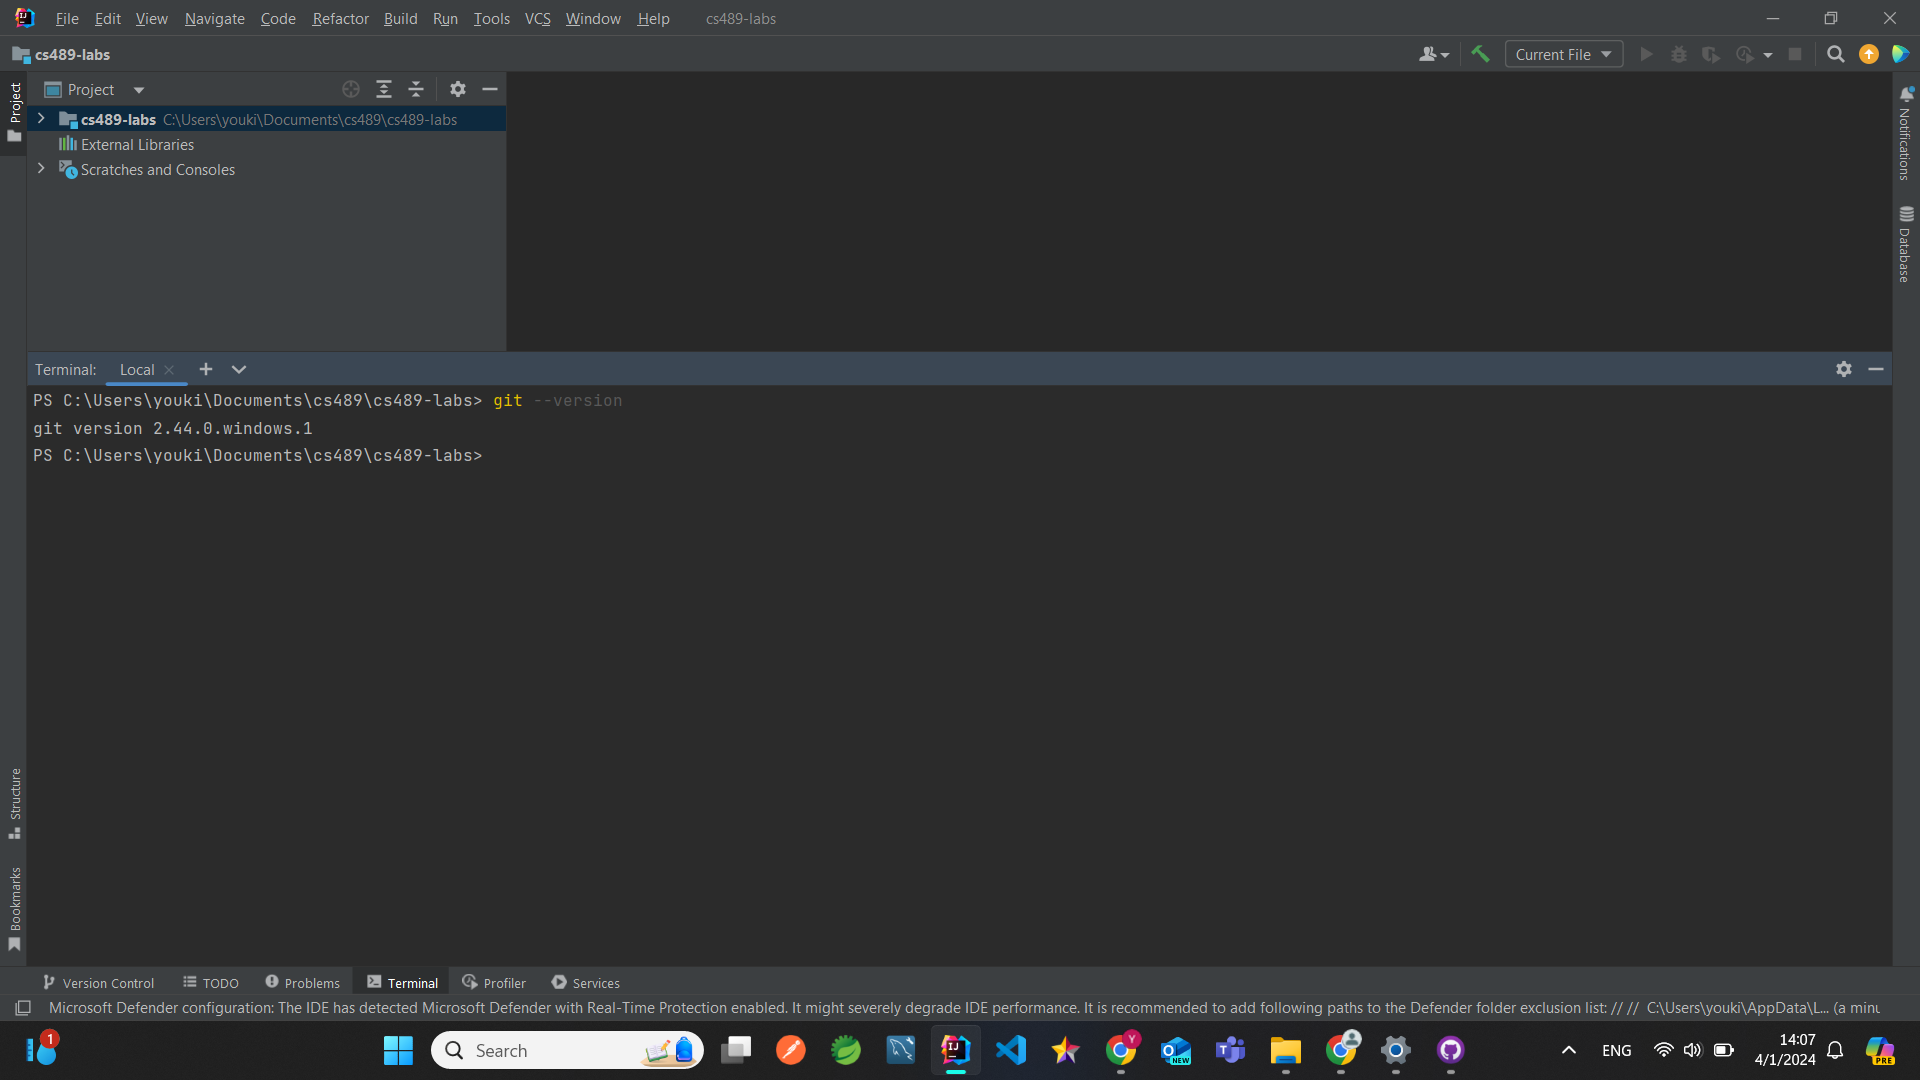 File Edit View Navigate Code Refactor Build Run Tools VCS Window Help cs489-labs
cs489-labs
Current File
Project
Project
cs489-labs C:\Users\youki\Documents\cs489\cs489-labs
External Libraries
Scratches and Consoles
Notifications
Database
Terminal: Local
PS C:\Users\youki\Documents\cs489\cs489-labs> git --version
git version 2.44.0.windows.1
PS C:\Users\youki\Documents\cs489\cs489-labs>
Structure
Bookmarks
Version Control TODO Problems Terminal Profiler Services
Microsoft Defender configuration: The IDE has detected Microsoft Defender with Real-Time Protection enabled. It might severely degrade IDE performance. It is recommended to add following paths to the Defender folder exclusion list: // // C:\Users\youki\AppData\L... (a minu
1
Search
IJ
Y
NEW
ENG
14:07
4/1/2024
PRE